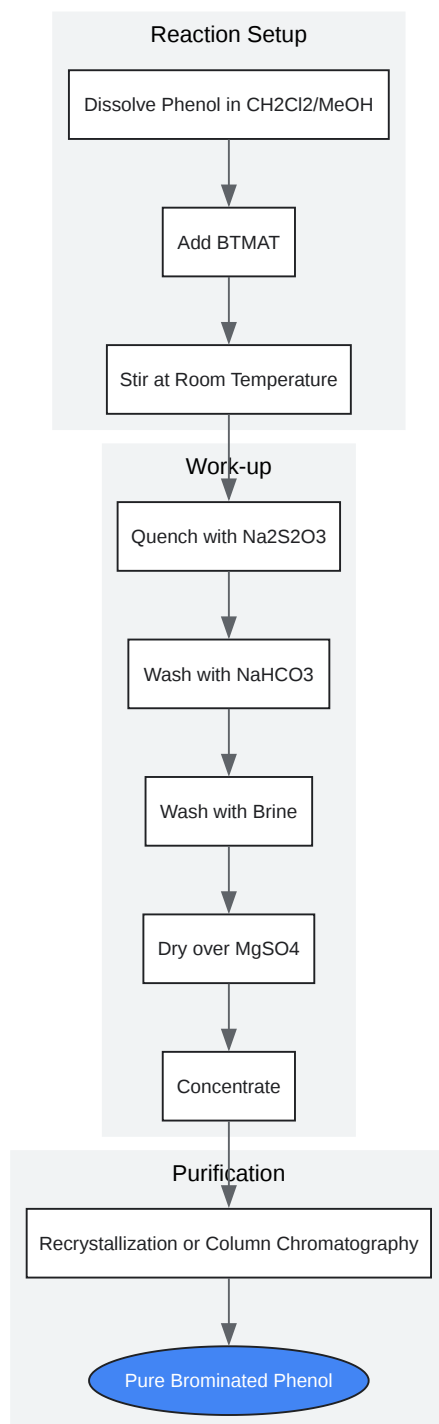 Reaction Setup
Dissolve Phenol in CH2Cl2/MeOH
Add BTMAT
Stir at Room Temperature
Work-up
Quench with Na2S2O3
Wash with NaHCO3
Wash with Brine
Dry over MgSO4
Concentrate
Purification
Recrystallization or Column Chromatography
Pure Brominated Phenol